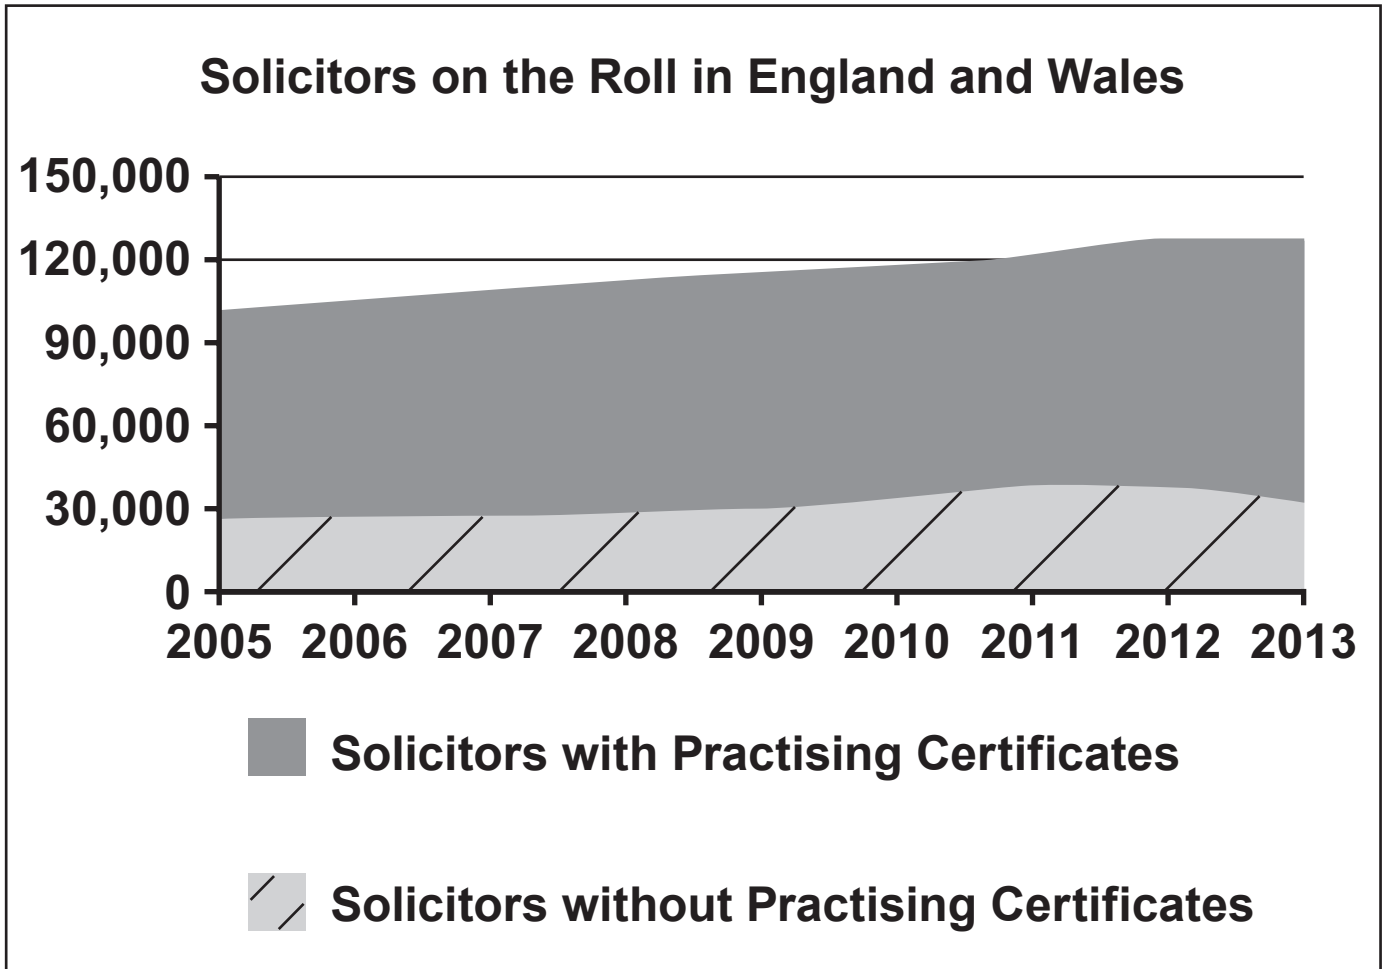 Solicitors on the Roll in England and Wales
150,000
120,000
90,000
60,000
30,000
0
2005 2006 2007 2008 2009 2010 2011 2012 2013
Solicitors with Practising Certificates
Solicitors without Practising Certificates